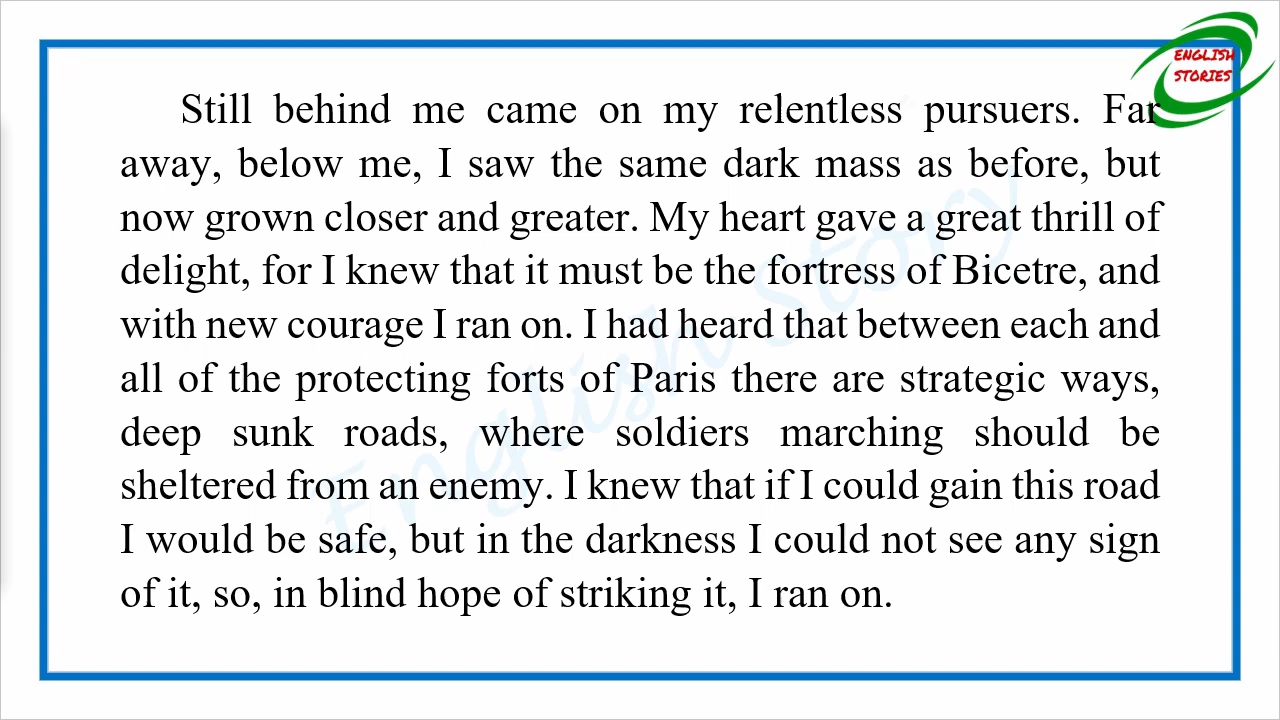 ENGLISH
STORIES
Still behind me came on my relentless pursuers. Far
away, below me, I saw the same dark mass as before, but
now grown closer and greater. My heart gave a great thrill of
delight, for I knew that it must be the fortress of Bicetre, and
with new courage I ran on. I had heard that between each and
all of the protecting forts of Paris there are strategic ways,
deep sunk roads, where soldiers marching should be
sheltered from an enemy. I knew that if I could gain this road
I would be safe, but in the darkness I could not see any sign
of it, so, in blind hope of striking it, I ran on.
English Story